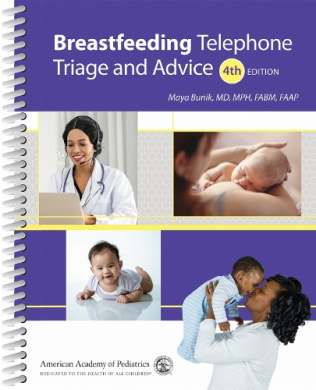 Breastfeeding Telephone
Triage and Advice 4th EDITION
Maya Bunik, MD, MPH, FABM, FAAP
American Academy of Pediatrics
DEDICATED TO THE HEALTH OF ALL CHILDREN®